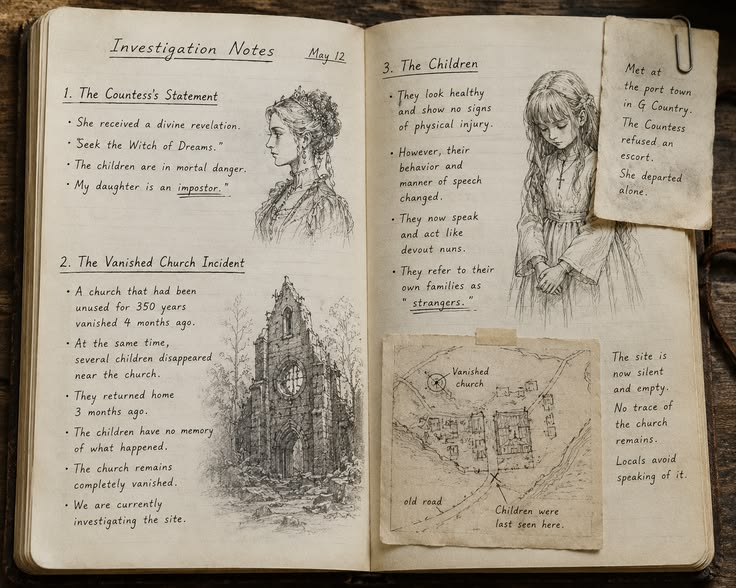 Investigation Notes
May 12
1. The Countess's Statement
• She received a divine revelation.
• "Seek the Witch of Dreams."
• The children are in mortal danger.
• My daughter is an impostor."
2. The Vanished Church Incident
• A church that had been
unused for 350 years
vanished 4 months ago.
• At the same time,
several children disappeared
near the church.
• They returned home
3 months ago.
• The children have no memory
of what happened.
• The church remains
completely vanished.
• We are currently
investigating the site.
3. The Children
• They look healthy
and show no signs
of physical injury.
• However, their
behavior and
manner of speech
changed.
• They now speak
and act like
devout nuns.
• They refer to their
own families as
"strangers."
Met at
the port town
in G Country.
The Countess
refused an
escort.
She departed
alone.
Vanished
church
old road
Children were
last seen here.
The site is
now silent
and empty.
No trace of
the church
remains.
Locals avoid
speaking of it.